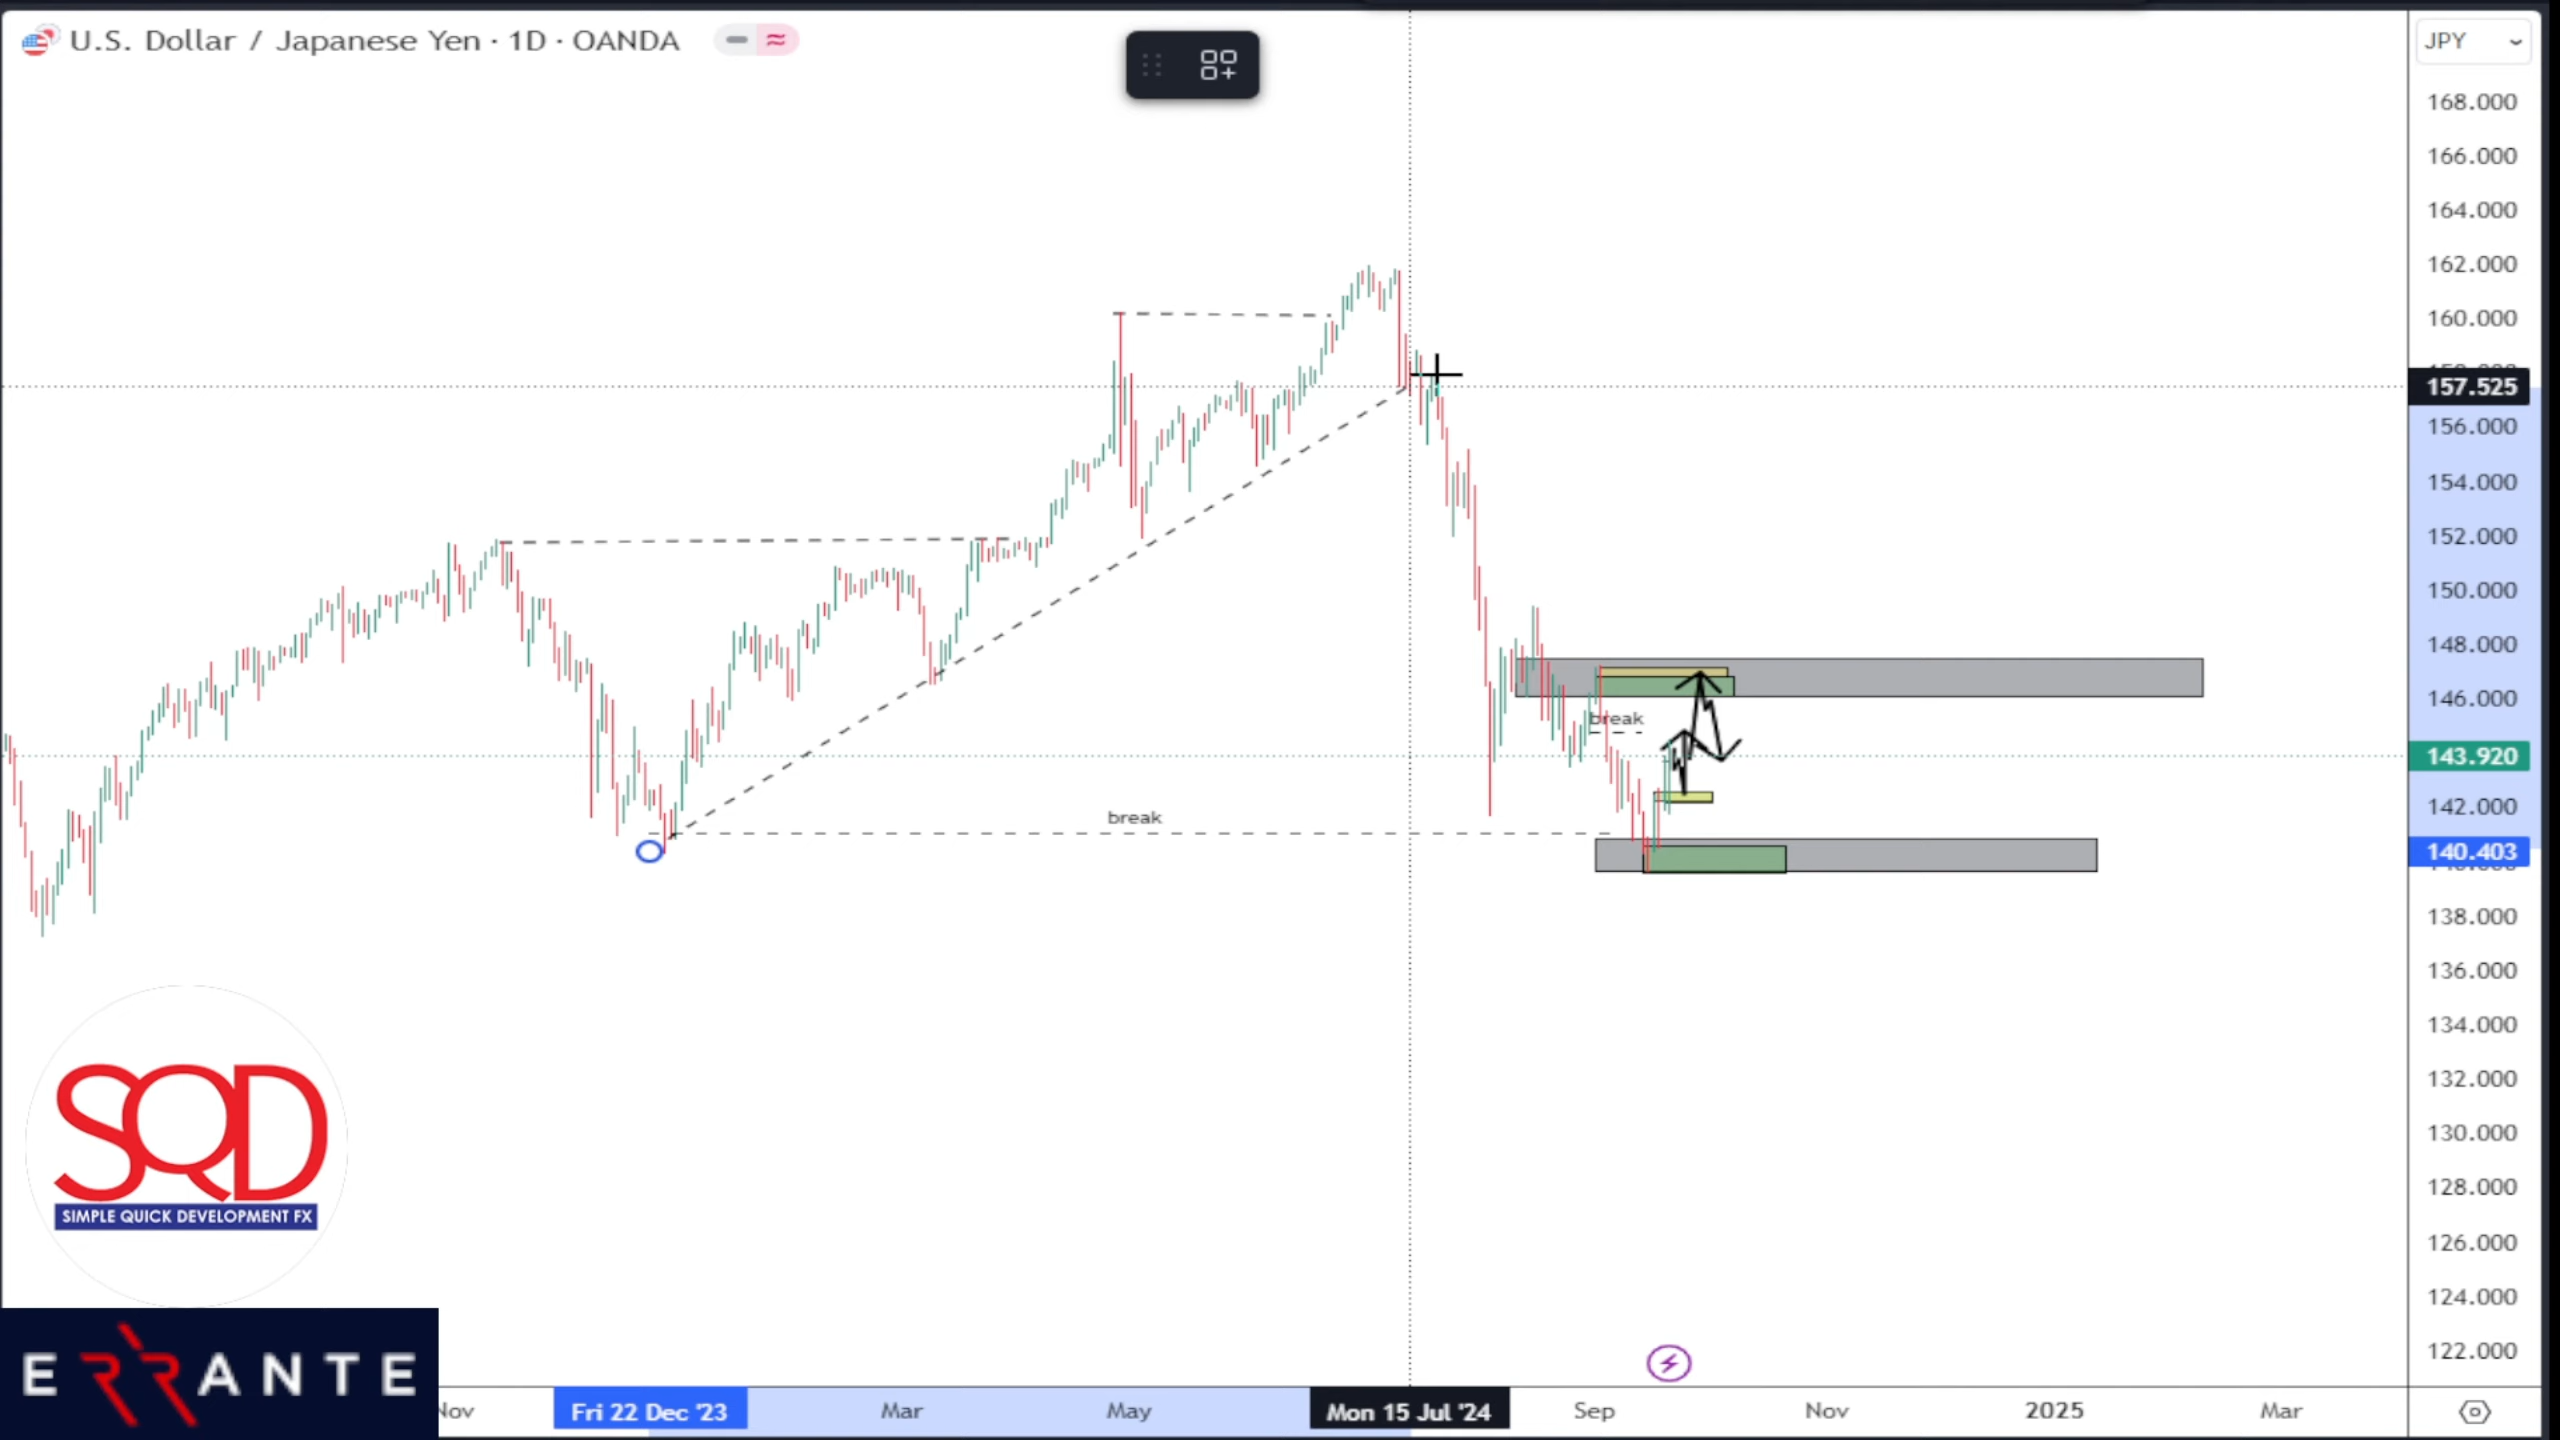 U.S. Dollar / Japanese Yen · 1D · OANDA
JPY
168.000
166.000
164.000
162.000
160.000
157.525
156.000
154.000
152.000
150.000
148.000
146.000
143.920
142.000
140.403
138.000
136.000
134.000
132.000
130.000
128.000
126.000
124.000
122.000
break
break
SQD
SIMPLE QUICK DEVELOPMENT FX
ERRANTE
Nov
Fri 22 Dec '23
Mar
May
Mon 15 Jul '24
Sep
Nov
2025
Mar